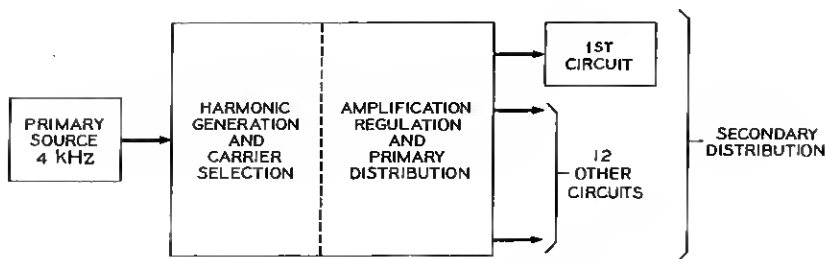 PRIMARY
SOURCE
4 kHz
HARMONIC
GENERATION
AND
CARRIER
SELECTION
AMPLIFICATION
REGULATION
AND
PRIMARY
DISTRIBUTION
1ST
CIRCUIT
12
OTHER
CIRCUITS
SECONDARY
DISTRIBUTION